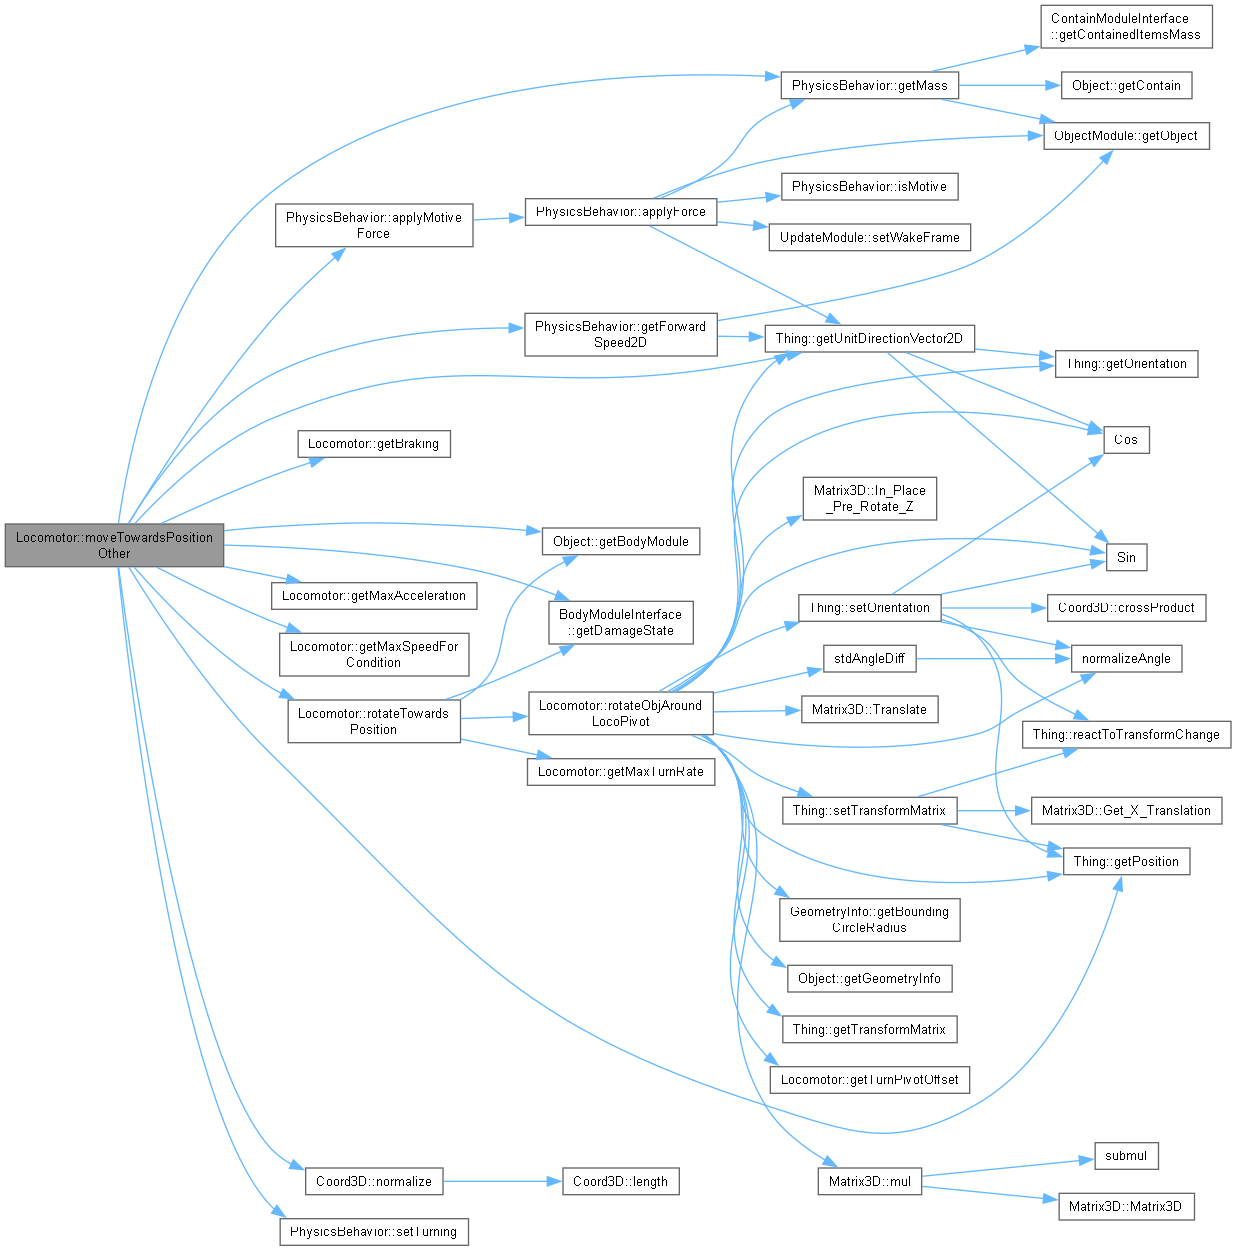 ContainModuleInterface
::getContainedItemsMass
PhysicsBehavior::getMass
Object::getContain
ObjectModule::getObject
PhysicsBehavior::isMotive
PhysicsBehavior::applyMotive
Force
PhysicsBehavior::applyForce
UpdateModule::setWakeFrame
PhysicsBehavior::getForward
Speed2D
Thing::getUnitDirectionVector2D
Thing::getOrientation
Locomotor::getBraking
Cos
Matrix3D::In_Place
_Pre_Rotate_Z
Locomotor::moveTowardsPosition
Other
Object::getBodyModule
Sin
Locomotor::getMaxAcceleration
BodyModuleInterface
::getDamageState
Thing::setOrientation
Coord3D::crossProduct
Locomotor::getMaxSpeedFor
Condition
stdAngleDiff
normalizeAngle
Locomotor::rotateTowards
Position
Locomotor::rotateObjAround
LocoPivot
Matrix3D::Translate
Thing::reactToTransformChange
Locomotor::getMaxTurnRate
Thing::setTransformMatrix
Matrix3D::Get_X_Translation
Thing::getPosition
GeometryInfo::getBounding
CircleRadius
Object::getGeometryInfo
Thing::getTransformMatrix
Locomotor::getTurnPivotOffset
submul
Coord3D::normalize
Coord3D::length
Matrix3D::mul
Matrix3D::Matrix3D
PhysicsBehavior::setTurning